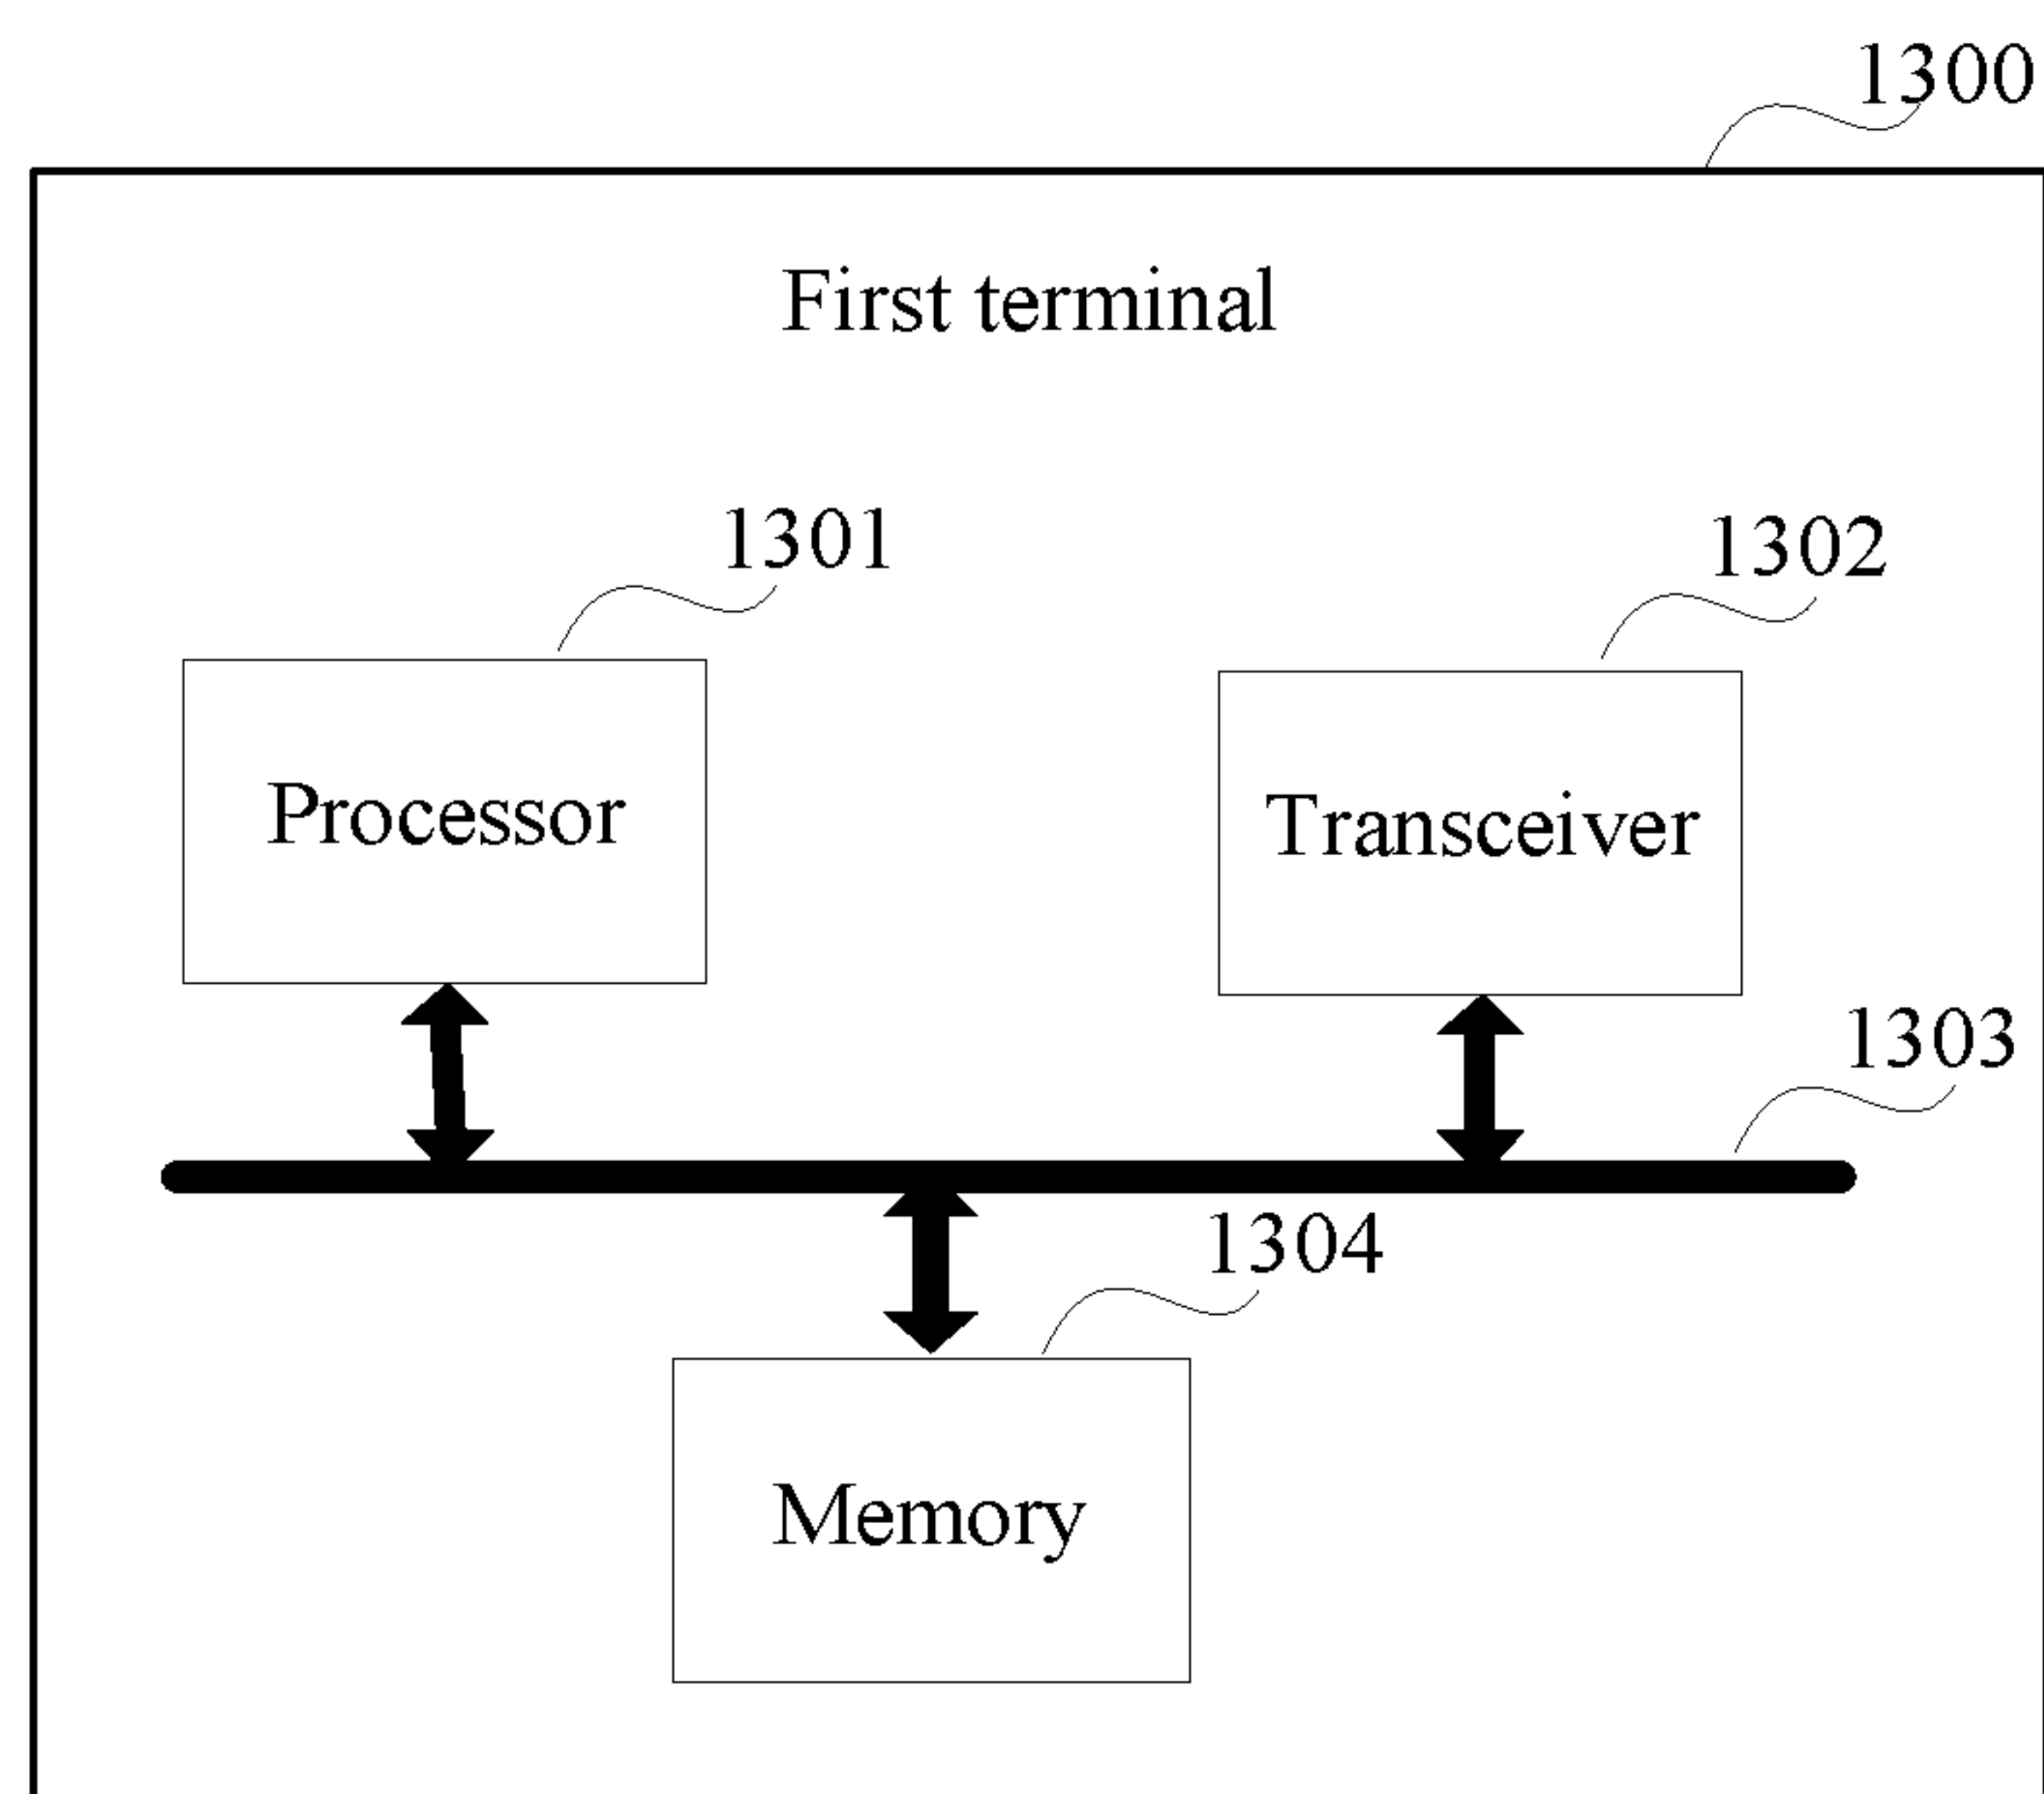 1300
First terminal
1301
1302
Processor
Transceiver
1303
1304
Memory